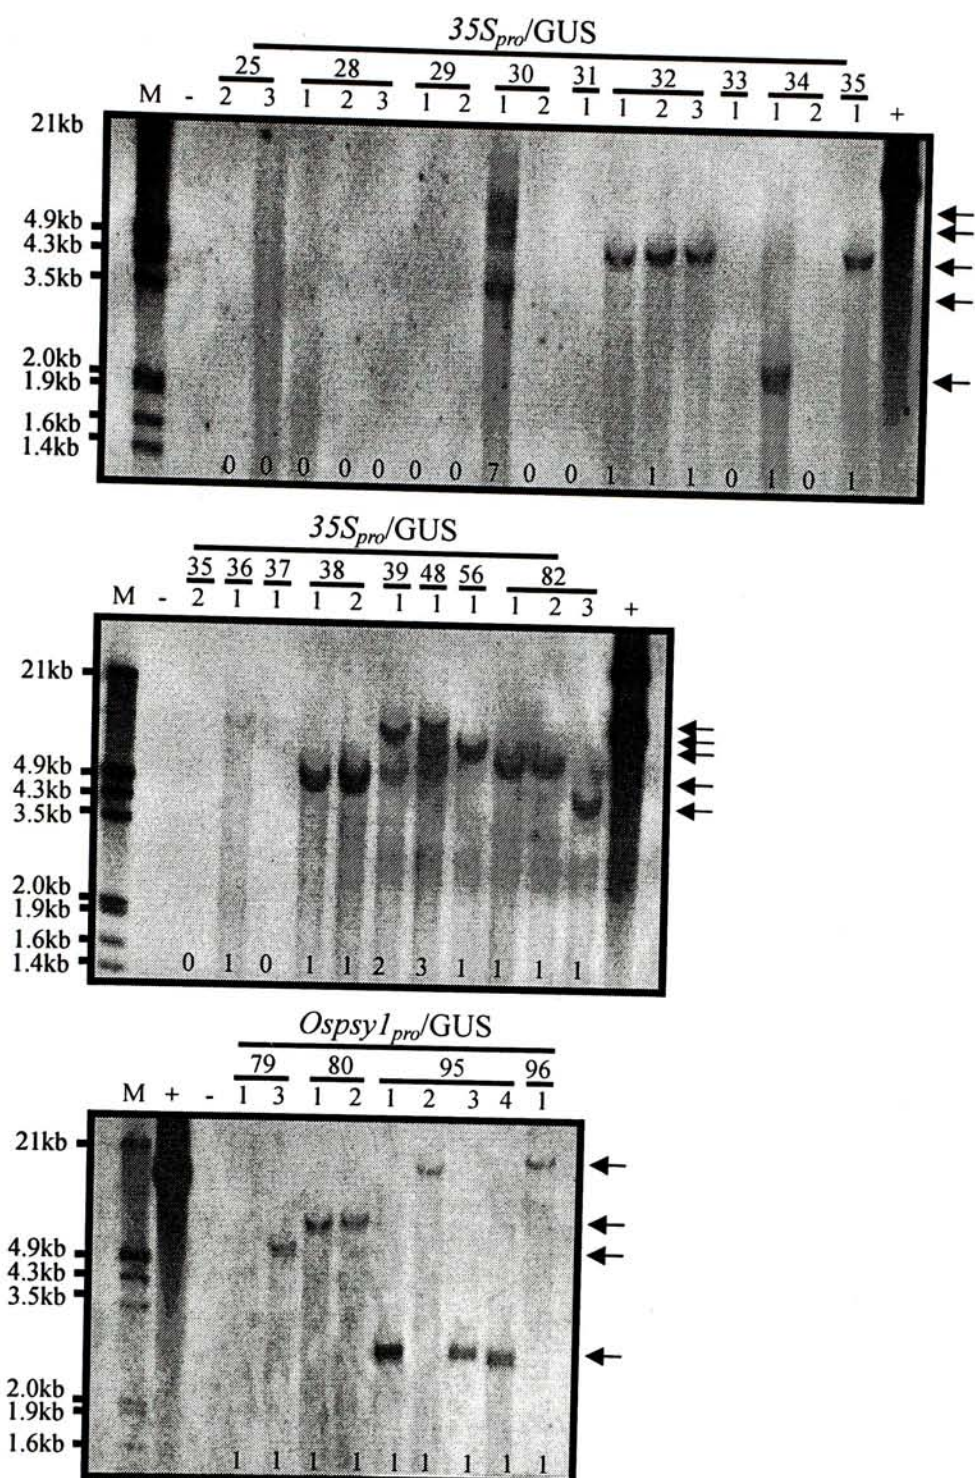 35Spro/GUS
25 28 29 30 31 32 33 34 35
M - 2 3 1 2 3 1 2 1 2 1 1 2 3 1 1 2 1 +
21kb
4.9kb
4.3kb
3.5kb
2.0kb
1.9kb
1.6kb
1.4kb
0 0 0 0 0 0 0 7 0 0 1 1 1 0 1 0 1
35Spro/GUS
35 36 37 38 39 48 56 82
M - 2 1 1 1 2 1 1 1 1 2 3 +
21kb
4.9kb
4.3kb
3.5kb
2.0kb
1.9kb
1.6kb
1.4kb
0 1 0 1 1 2 3 1 1 1 1
Ospsy1pro/GUS
79 80 95 96
M + - 1 3 1 2 1 2 3 4 1
21kb
4.9kb
4.3kb
3.5kb
2.0kb
1.9kb
1.6kb
1 1 1 1 1 1 1 1 1